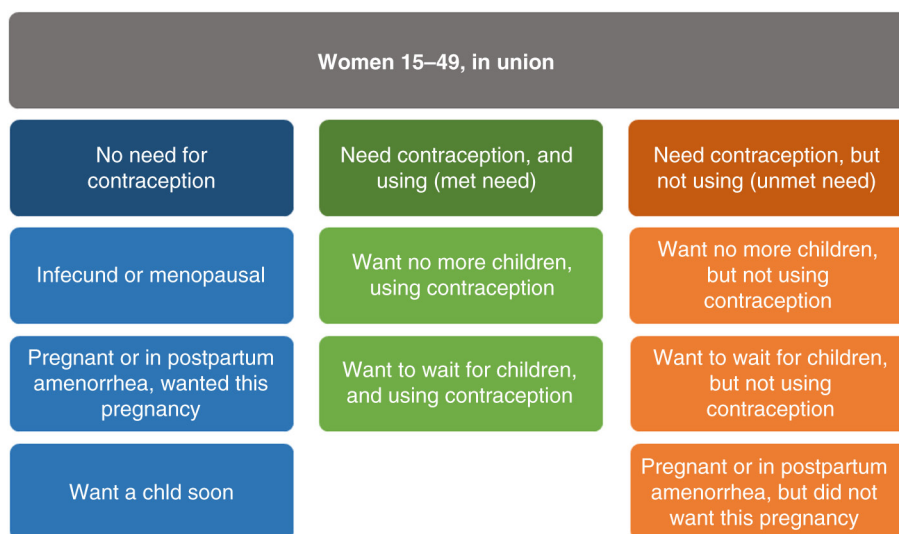 Women 15–49, in union
No need for
contraception
Need contraception, and
using (met need)
Need contraception, but
not using (unmet need)
Infecund or menopausal
Want no more children,
using contraception
Want no more children,
but not using
contraception
Pregnant or in postpartum
amenorrhea, wanted this
pregnancy
Want to wait for children,
and using contraception
Want to wait for children,
but not using
contraception
Want a chld soon
Pregnant or in postpartum
amenorrhea, but did not
want this pregnancy